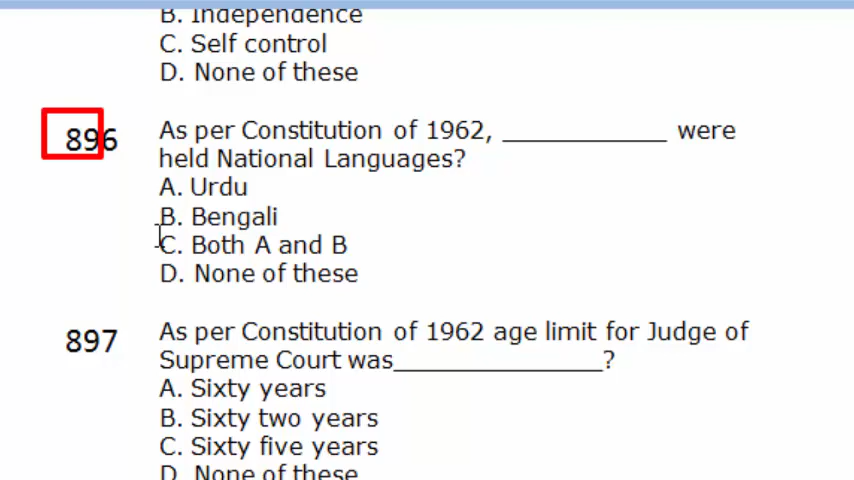 B. Independence
C. Self control
D. None of these
896 As per Constitution of 1962, _____________ were
held National Languages?
A. Urdu
B. Bengali
C. Both A and B
D. None of these
897 As per Constitution of 1962 age limit for Judge of
Supreme Court was________________?
A. Sixty years
B. Sixty two years
C. Sixty five years
D. None of these